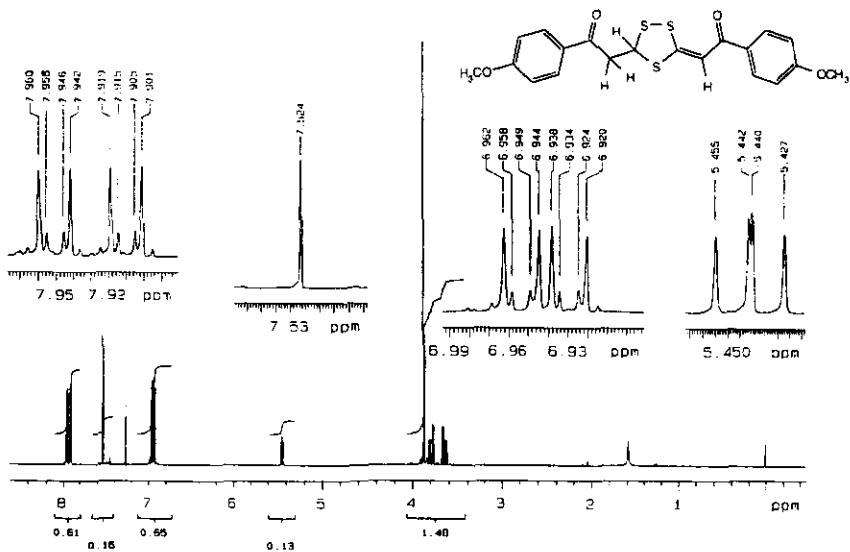 O
H
S
S
O
H₃CO
H
H
S
H
OCH₃
7.960
7.958
7.946
7.942
7.919
7.915
7.905
7.901
7.524
6.962
6.958
6.949
6.944
6.938
6.934
6.924
6.920
5.455
5.442
5.440
5.427
7.95 7.92 ppm
7.53 ppm
6.99 6.96 6.93 ppm
5.450 ppm
8 7 6 5 4 3 2 1 ppm
0.61
0.16
0.65
0.13
1.48